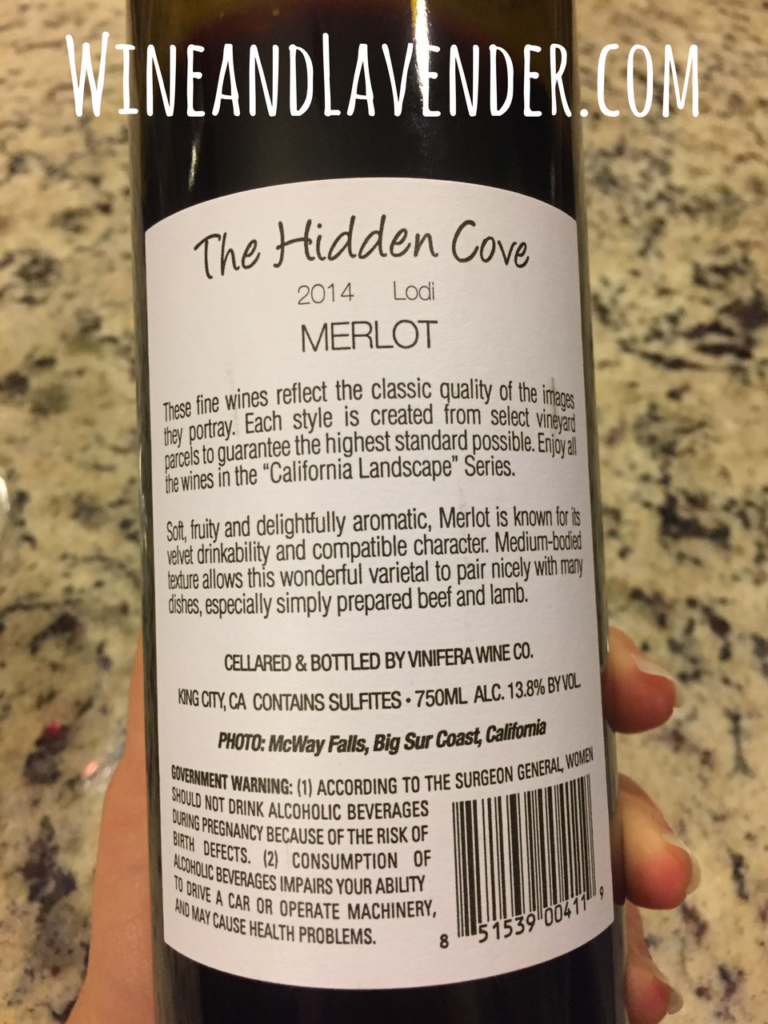 WineandLavender.com
The Hidden Cove
2014 Lodi
MERLOT
These fine wines reflect the classic quality of the images
they portray. Each style is created from select vineyard
parcels to guarantee the highest standard possible. Enjoy all
the wines in the “California Landscape” Series.
Soft, fruity and delightfully aromatic, Merlot is known for its
velvet drinkability and compatible character. Medium-bodied
texture allows this wonderful varietal to pair nicely with many
dishes, especially simply prepared beef and lamb.
CELLARED & BOTTLED BY VINIFERA WINE CO.
KING CITY, CA CONTAINS SULFITES • 750ML ALC. 13.8% BY VOL.
PHOTO: McWay Falls, Big Sur Coast, California
GOVERNMENT WARNING: (1) ACCORDING TO THE SURGEON GENERAL, WOMEN
SHOULD NOT DRINK ALCOHOLIC BEVERAGES
DURING PREGNANCY BECAUSE OF THE RISK OF
BIRTH DEFECTS. (2) CONSUMPTION OF
ALCOHOLIC BEVERAGES IMPAIRS YOUR ABILITY
TO DRIVE A CAR OR OPERATE MACHINERY,
AND MAY CAUSE HEALTH PROBLEMS.
8 51539 00411 9